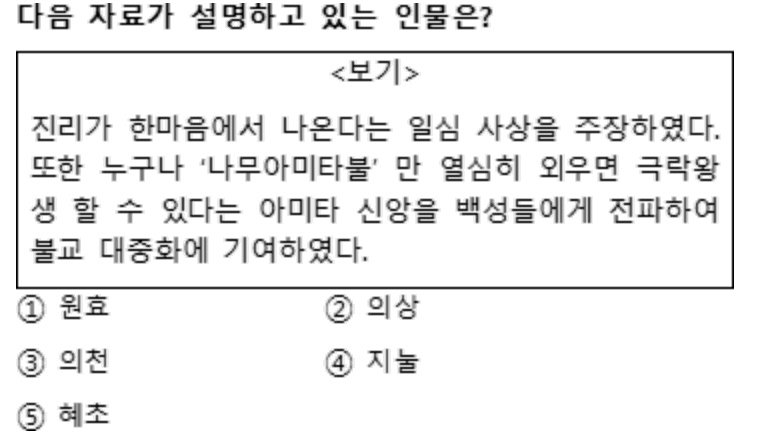 다음 자료가 설명하고 있는 인물은?
<보기>
진리가 한마음에서 나온다는 일심 사상을 주장하였다.
또한 누구나 ‘나무아미타불’ 만 열심히 외우면 극락왕
생 할 수 있다는 아미타 신앙을 백성들에게 전파하여
불교 대중화에 기여하였다.
① 원효 ② 의상
③ 의천 ④ 지눌
⑤ 혜초